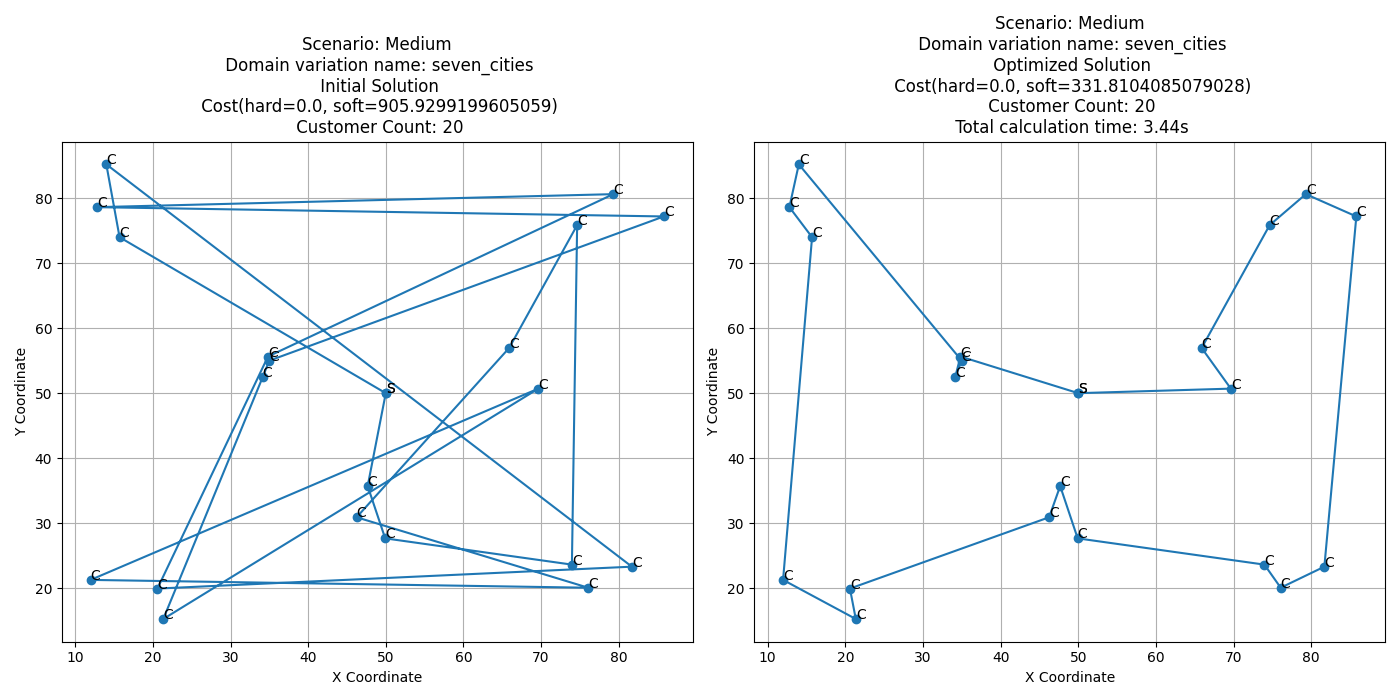 Scenario: Medium
Domain variation name: seven_cities
Initial Solution
Cost(hard=0.0, soft=905.9299199605059)
Customer Count: 20
C
C
C
C
C
C
C
C
C
C
S
C
C
C
C
C
C
C
C
C
C
80
70
60
50
40
30
20
10
20
30
40
50
60
70
80
Y Coordinate
X Coordinate
Scenario: Medium
Domain variation name: seven_cities
Optimized Solution
Cost(hard=0.0, soft=331.8104085079028)
Customer Count: 20
Total calculation time: 3.44s
C
C
C
C
C
C
C
C
C
C
S
C
C
C
C
C
C
C
C
C
C
80
70
60
50
40
30
20
10
20
30
40
50
60
70
80
Y Coordinate
X Coordinate